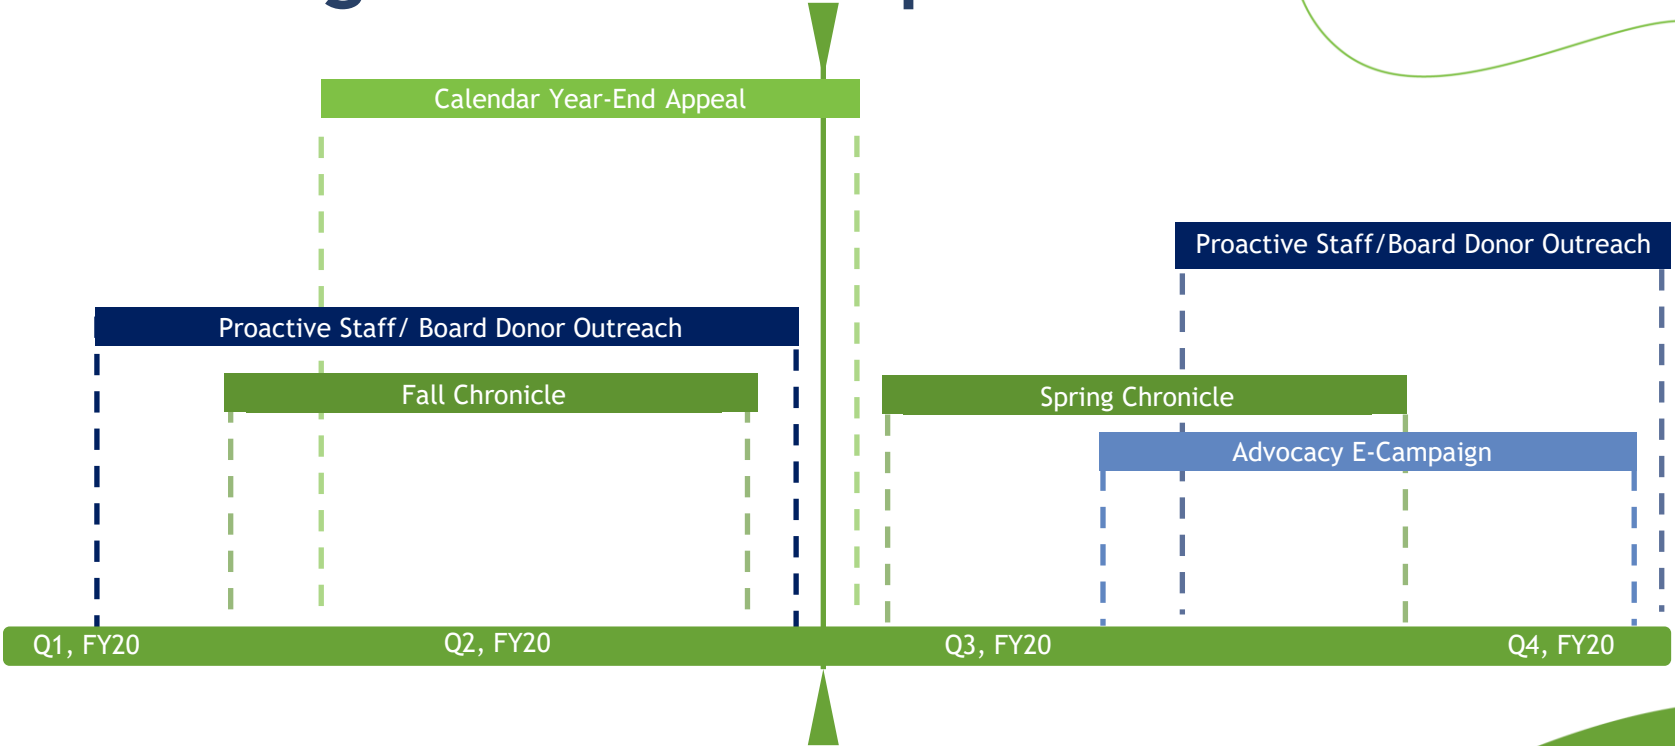 Calendar Year-End Appeal
Proactive Staff/Board Donor Outreach
Proactive Staff/ Board Donor Outreach
Fall Chronicle
Spring Chronicle
Advocacy E-Campaign
Q1, FY20
Q2, FY20
Q3, FY20
Q4, FY20